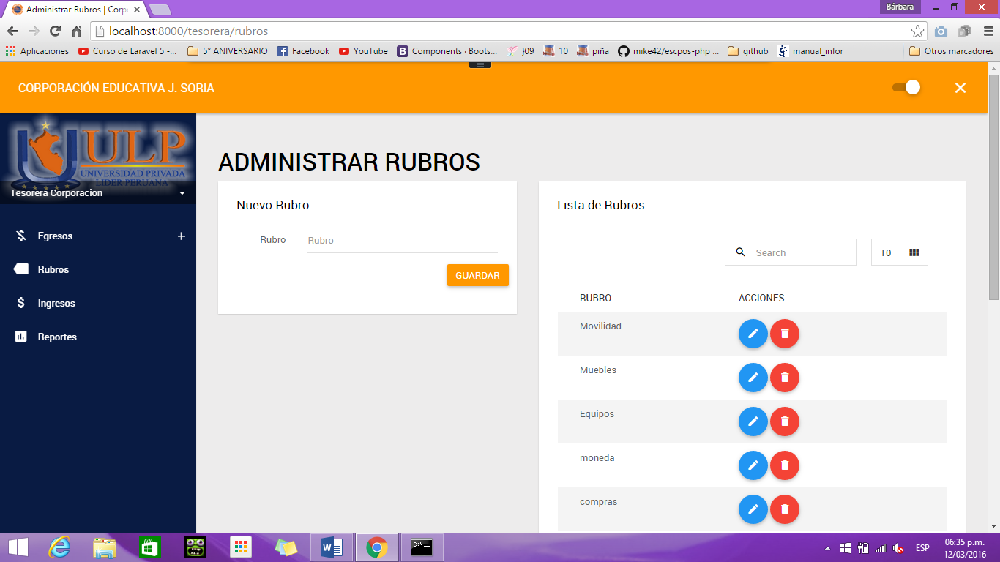 Administrar Rubros | Corp
Bárbara
localhost:8000/tesorera/rubros
Aplicaciones
Curso de Laravel 5 -...
5° ANIVERSARIO
Facebook
YouTube
Components · Boots...
)09
10
piña
mike42/escpos-php ...
github
manual_infor
Otros marcadores
CORPORACIÓN EDUCATIVA J. SORIA
ULP
UNIVERSIDAD PRIVADA
LIDER PERUANA
Tesorera Corporacion
Egresos
Rubros
Ingresos
Reportes
ADMINISTRAR RUBROS
Nuevo Rubro
Rubro
Rubro
GUARDAR
Lista de Rubros
Search
10
RUBRO ACCIONES
Movilidad
Muebles
Equipos
moneda
compras
ESP
06:35 p.m.
12/03/2016